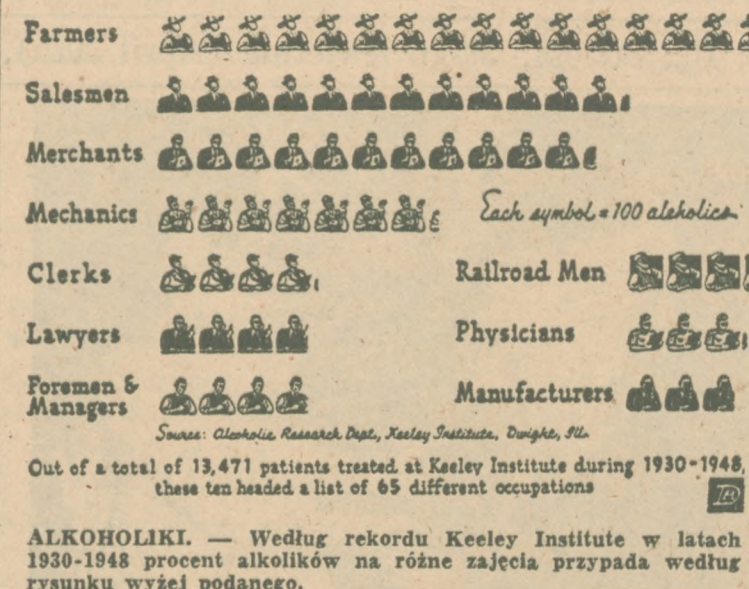 Farmers
Salesmen
Merchants
Mechanics
Each symbol = 100 alcoholics
Clerks
Railroad Men
Lawyers
Physicians
Foremen &
Managers
Manufacturers
Source: Alcoholic Research Dept., Keeley Institute, Dwight, Ill.
Out of a total of 13,471 patients treated at Keeley Institute during 1930-1948,
these ten headed a list of 65 different occupations
ALKOHOLIKI. — Według rekordu Keeley Institute w latach
1930-1948 procent alkolików na różne zajęcia przypada według
rysunku wyżej podanego.